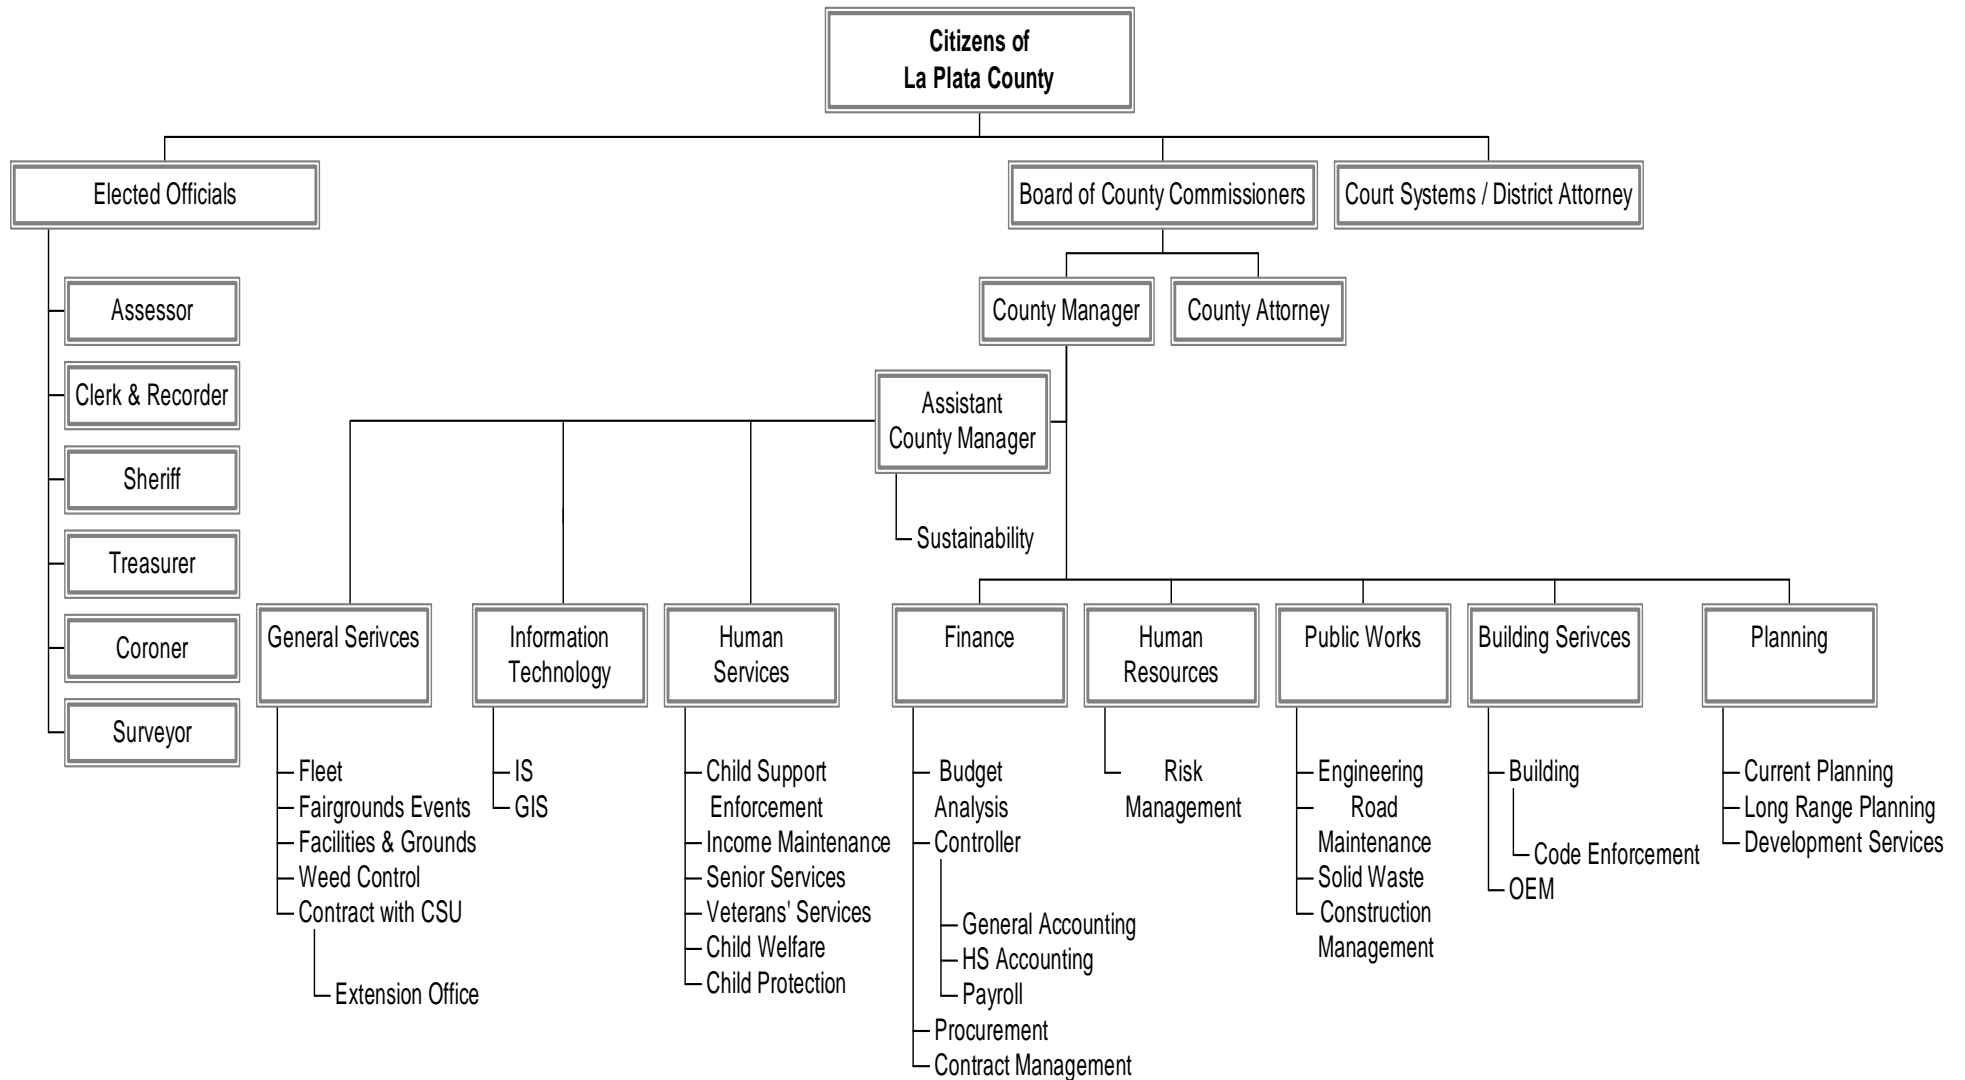 Citizens of
La Plata County
Elected Officials
Board of County Commissioners
Court Systems / District Attorney
Assessor
Clerk & Recorder
Sheriff
Treasurer
Coroner
Surveyor
County Manager
County Attorney
Assistant
County Manager
Sustainability
General Serivces
Fleet
Fairgrounds Events
Facilities & Grounds
Weed Control
Contract with CSU
Extension Office
Information
Technology
IS
GIS
Human
Services
Child Support
Enforcement
Income Maintenance
Senior Services
Veterans' Services
Child Welfare
Child Protection
Finance
Budget
Analysis
Controller
General Accounting
HS Accounting
Payroll
Procurement
Contract Management
Human
Resources
Risk
Management
Public Works
Engineering
Road
Maintenance
Solid Waste
Construction
Management
Building Serivces
Building
Code Enforcement
OEM
Planning
Current Planning
Long Range Planning
Development Services